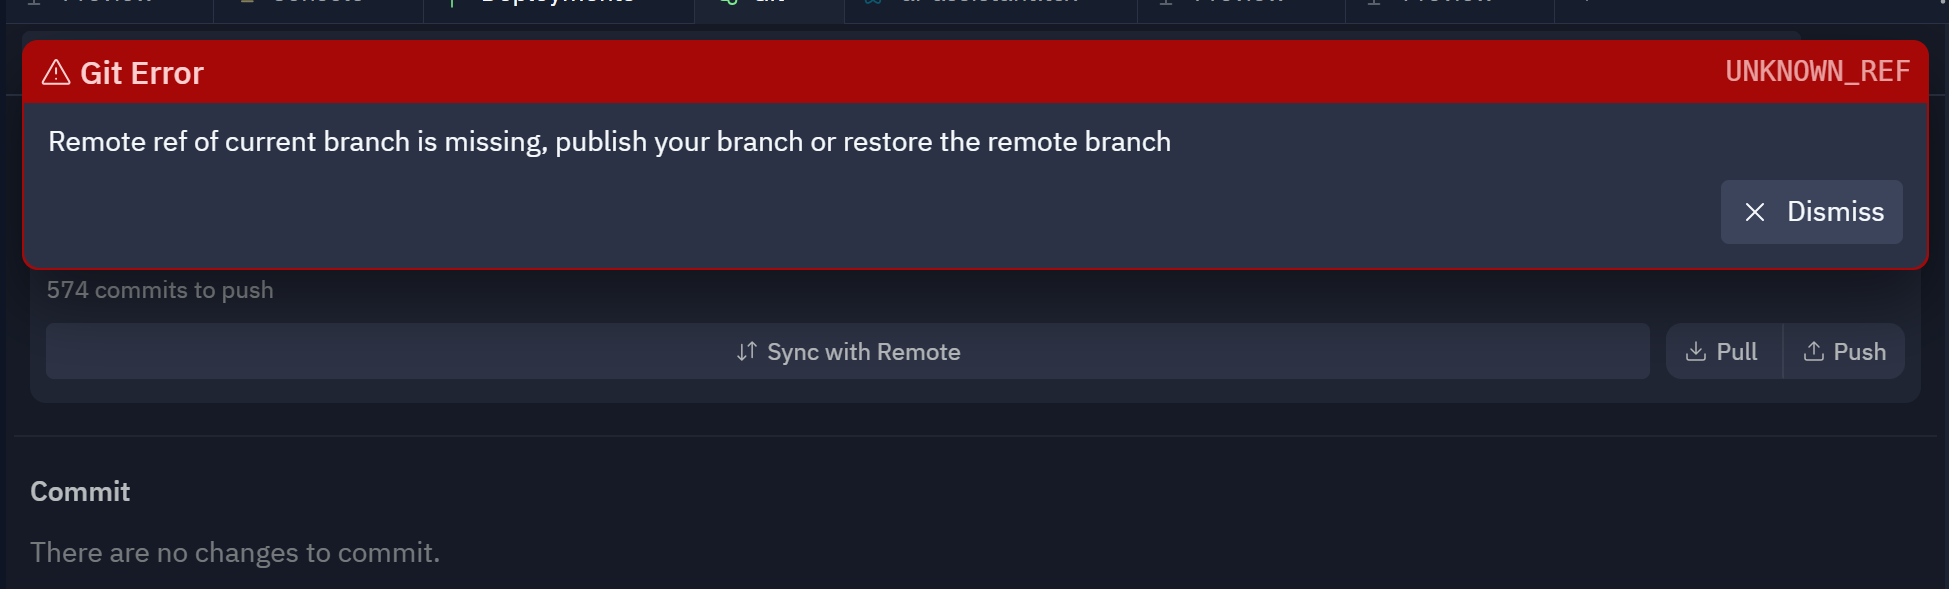 Deployments
Git Error
UNKNOWN_REF
Remote ref of current branch is missing, publish your branch or restore the remote branch
Dismiss
574 commits to push
Sync with Remote
Pull
Push
Commit
There are no changes to commit.